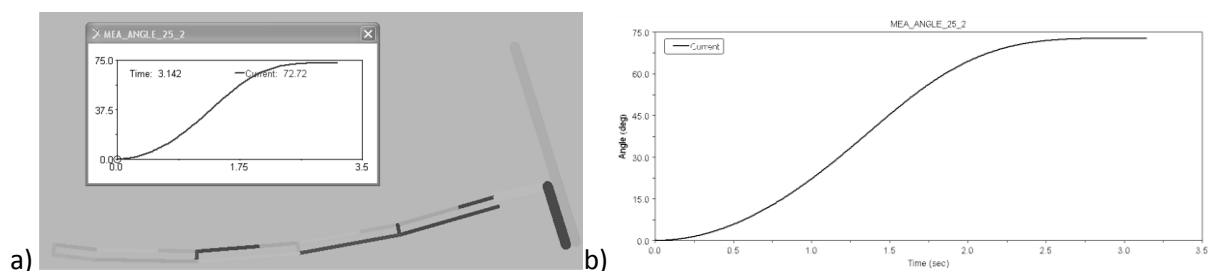 a)
MEA_ANGLE_25_2
75.0
Time: 3.142
Current: 72.72
37.5
0.0
0.0 1.75 3.5
b)
MEA_ANGLE_25_2
75.0
Current
60.0
45.0
Angle (deg)
30.0
15.0
0.0
0.0 0.5 1.0 1.5 2.0 2.5 3.0 3.5
Time (sec)